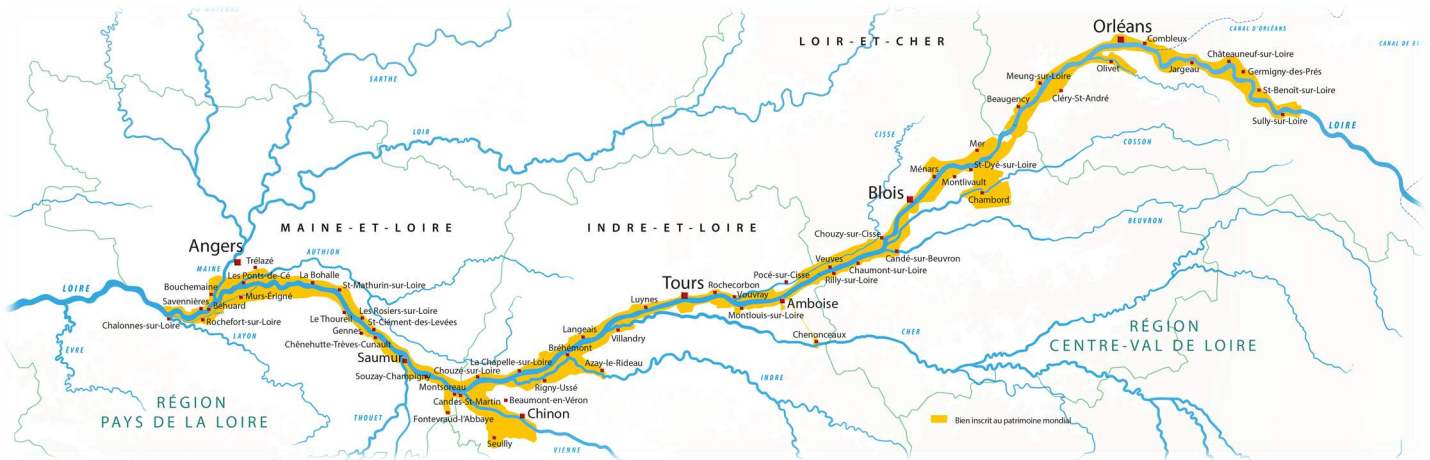 MAYENNE
SARTHE
LOIR
LOIR-ET-CHER
Orléans
Combleux
CANAL D'ORLÉANS
CANAL DE
Châteauneuf-sur-Loire
Jargeau
Germigny-des-Prés
St-Benoît-sur-Loire
Sully-sur-Loire
LOIRE
Olivet
Meung-sur-Loire
Cléry-St-André
Beaugency
CISSE
COSSON
Mer
St-Dyé-sur-Loire
Ménars
Montlivault
Chambord
Blois
BEUVRON
Chouzy-sur-Cisse
Candé-sur-Beuvron
Veuves
Chaumont-sur-Loire
Rilly-sur-Loire
MAINE-ET-LOIRE
INDRE-ET-LOIRE
Angers
Trélazé
AUTHION
MAINE
Les Ponts-de-Cé
La Bohalle
Bouchemaine
St-Mathurin-sur-Loire
Savennières
Murs-Érigné
Béhuard
LOIRE
Chalonnes-sur-Loire
Rochefort-sur-Loire
LAYON
ÈVRE
Les Rosiers-sur-Loire
Le Thoureil
St-Clément-des-Levées
Gennes
Chênehutte-Trèves-Cunault
Saumur
Souzay-Champigny
Montsoreau
Candes-St-Martin
Fontevraud-l'Abbaye
THOUET
La Chapelle-sur-Loire
Chouzé-sur-Loire
Beaumont-en-Véron
Chinon
Seuilly
VIENNE
Rigny-Ussé
Azay-le-Rideau
Bréhémont
Langeais
Villandry
Luynes
Tours
Rochecorbon
Vouvray
Montlouis-sur-Loire
Pocé-sur-Cisse
Amboise
Chenonceaux
CHER
INDRE
RÉGION
PAYS DE LA LOIRE
RÉGION
CENTRE-VAL DE LOIRE
Bien inscrit au patrimoine mondial